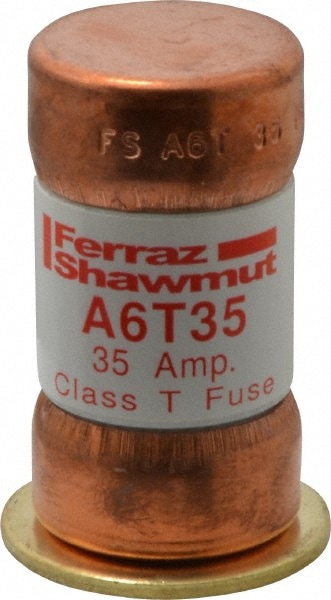 FS A6T 35
Ferraz
Shawmut
A6T35
35 Amp.
Class T Fuse